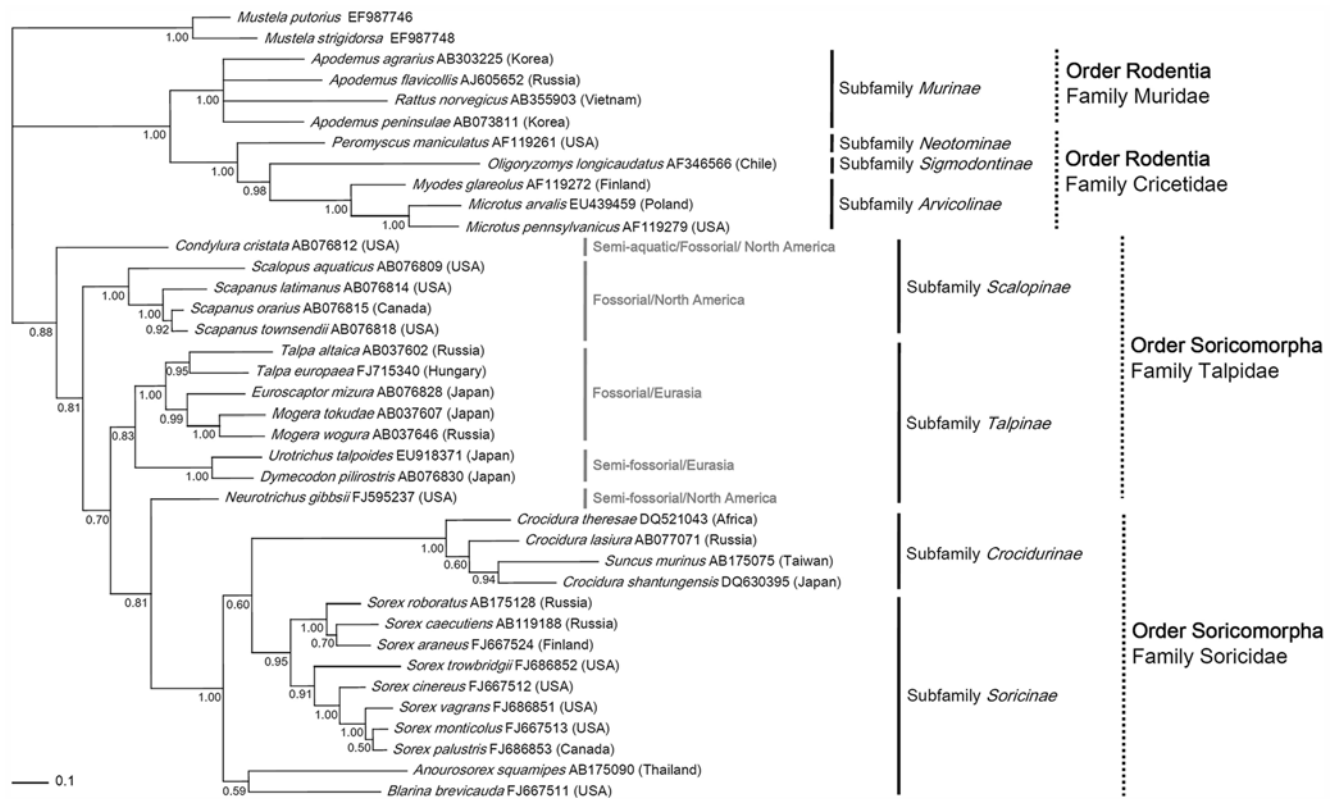 Mustela putorius EF987746
1.00
Mustela strigidorsa EF987748
Apodemus agrarius AB303225 (Korea)
Apodemus flavicollis AJ605652 (Russia)
1.00
Rattus norvegicus AB355903 (Vietnam)
Apodemus peninsulae AB073811 (Korea)
Subfamily Murinae
Order Rodentia
Family Muridae
1.00
Peromyscus maniculatus AF119261 (USA)
Subfamily Neotominae
1.00
Oligoryzomys longicaudatus AF346566 (Chile)
Subfamily Sigmodontinae
0.98
Myodes glareolus AF119272 (Finland)
1.00
Microtus arvalis EU439459 (Poland)
1.00
Microtus pennsylvanicus AF119279 (USA)
Subfamily Arvicolinae
Order Rodentia
Family Cricetidae
Condylura cristata AB076812 (USA)
Semi-aquatic/Fossorial/ North America
0.88
Scalopus aquaticus AB076809 (USA)
1.00
Scapanus latimanus AB076814 (USA)
1.00
Scapanus orarius AB076815 (Canada)
0.92
Scapanus townsendii AB076818 (USA)
Fossorial/North America
Subfamily Scalopinae
0.81
Talpa altaica AB037602 (Russia)
0.95
Talpa europaea FJ715340 (Hungary)
1.00
Euroscaptor mizura AB076828 (Japan)
0.99
Mogera tokudae AB037607 (Japan)
1.00
Mogera wogura AB037646 (Russia)
Fossorial/Eurasia
0.83
Urotrichus talpoides EU918371 (Japan)
1.00
Dymecodon pilirostris AB076830 (Japan)
Semi-fossorial/Eurasia
0.70
Neurotrichus gibbsii FJ595237 (USA)
Semi-fossorial/North America
Subfamily Talpinae
Order Soricomorpha
Family Talpidae
0.81
Crocidura theresae DQ521043 (Africa)
1.00
Crocidura lasiura AB077071 (Russia)
0.60
Suncus murinus AB175075 (Taiwan)
0.94
Crocidura shantungensis DQ630395 (Japan)
Subfamily Crocidurinae
0.60
Sorex roboratus AB175128 (Russia)
1.00
Sorex caecutiens AB119188 (Russia)
0.70
Sorex araneus FJ667524 (Finland)
0.95
Sorex trowbridgii FJ686852 (USA)
0.91
Sorex cinereus FJ667512 (USA)
1.00
Sorex vagrans FJ686851 (USA)
1.00
Sorex monticolus FJ667513 (USA)
0.50
Sorex palustris FJ686853 (Canada)
1.00
Anourosorex squamipes AB175090 (Thailand)
0.59
Blarina brevicauda FJ667511 (USA)
Subfamily Soricinae
Order Soricomorpha
Family Soricidae
0.1